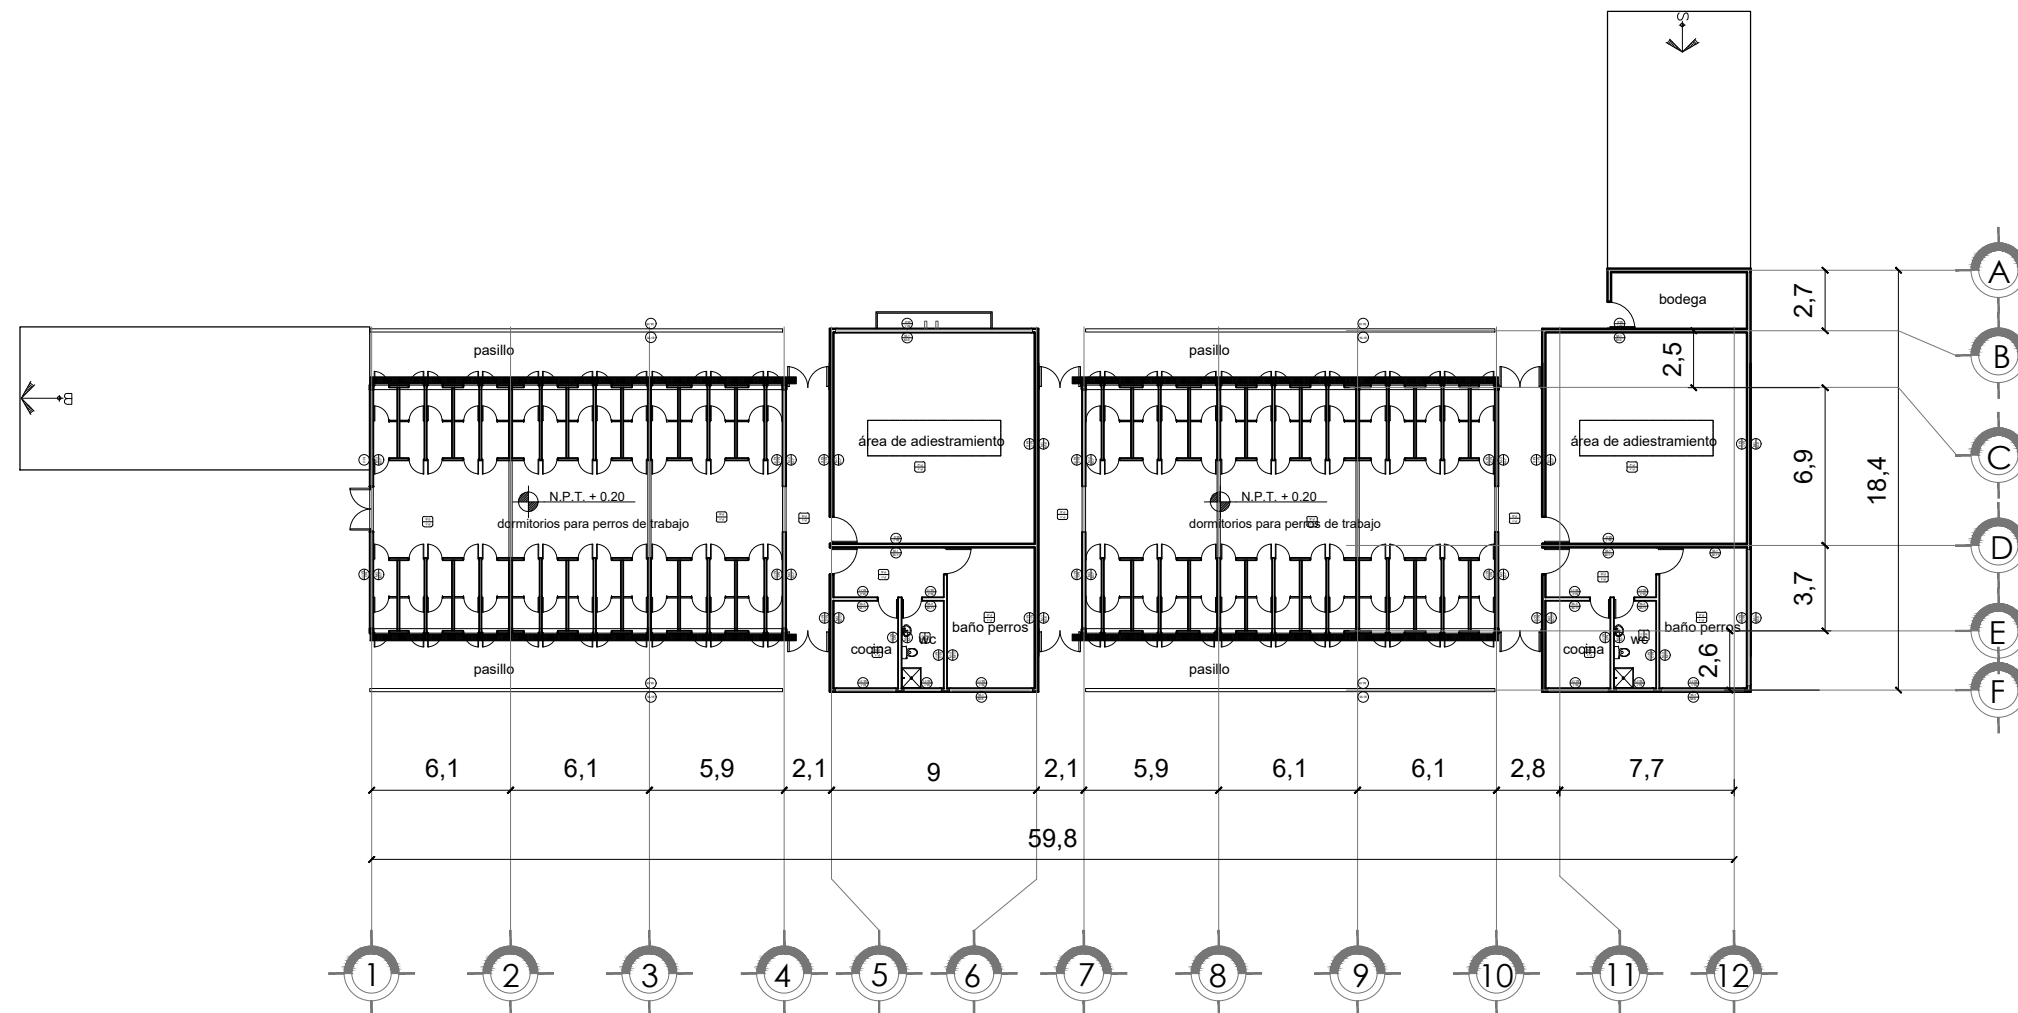 S
A
2,7
bodega
B
pasillo
pasillo
2,5
B
área de adiestramiento
área de adiestramiento
C
6,9
18,4
N.P.T. + 0.20
N.P.T. + 0.20
dormitorios para perros de trabajo
dormitorios para perros de trabajo
D
3,7
baño perros
baño perros
wc
wc
cocina
cocina
E
pasillo
pasillo
2,6
F
6,1
6,1
5,9
2,1
9
2,1
5,9
6,1
6,1
2,8
7,7
59,8
1
2
3
4
5
6
7
8
9
10
11
12